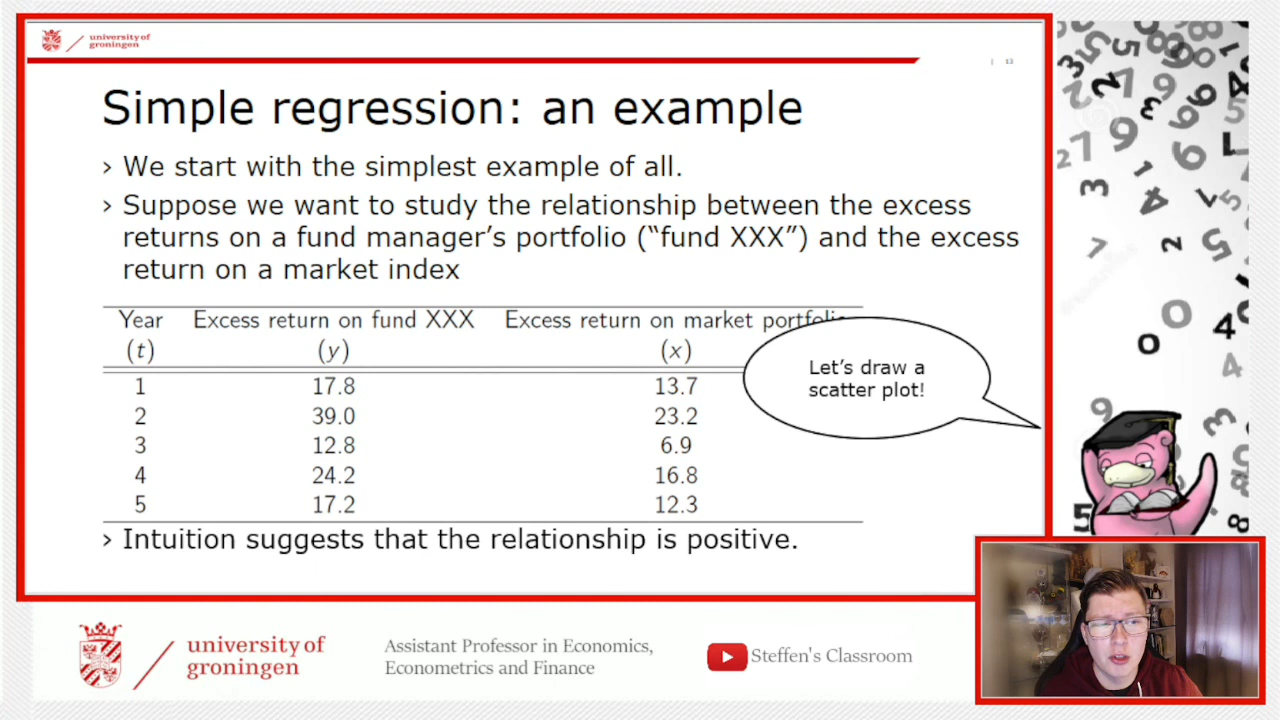 university of
groningen
| 13
Simple regression: an example
› We start with the simplest example of all.
› Suppose we want to study the relationship between the excess
returns on a fund manager’s portfolio (“fund XXX”) and the excess
return on a market index
Year Excess return on fund XXX Excess return on market portfolio
(t) (y) (x)
1 17.8 13.7
2 39.0 23.2
3 12.8 6.9
4 24.2 16.8
5 17.2 12.3
Let’s draw a
scatter plot!
› Intuition suggests that the relationship is positive.
university of
groningen
Assistant Professor in Economics,
Econometrics and Finance
Steffen's Classroom